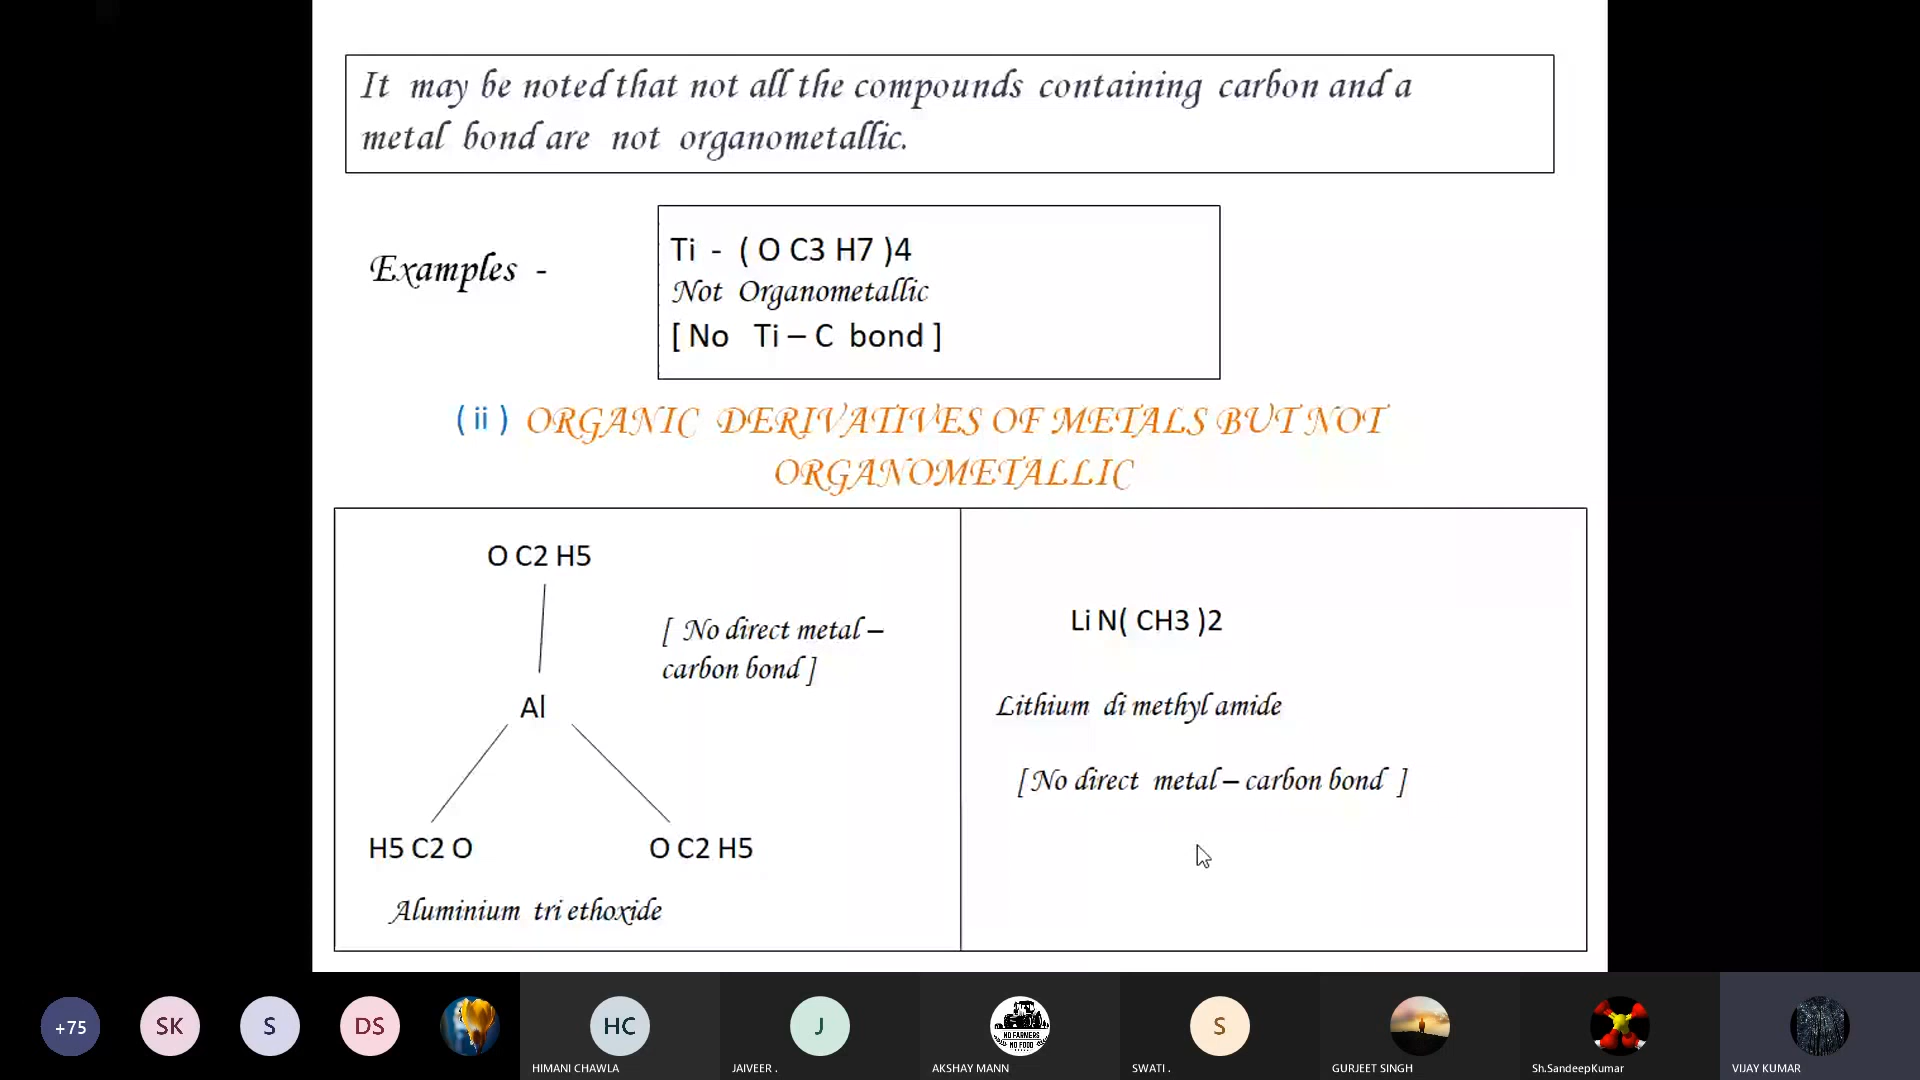 It may be noted that not all the compounds containing carbon and a
metal bond are not organometallic.
Examples -
Ti - ( O C3 H7 )4
Not Organometallic
[ No Ti – C bond ]
( ii ) ORGANIC DERIVATIVES OF METALS BUT NOT
ORGANOMETALLIC
O C2 H5
[ No direct metal –
carbon bond ]
Al
H5 C2 O
O C2 H5
Aluminium tri ethoxide
Li N( CH3 )2
Lithium di methyl amide
[ No direct metal – carbon bond ]
+75
SK
S
DS
HC
J
NO FARMERS
NO FOOD
S
HIMANI CHAWLA
JAIVEER .
AKSHAY MANN
SWATI .
GURJEET SINGH
Sh.SandeepKumar
VIJAY KUMAR